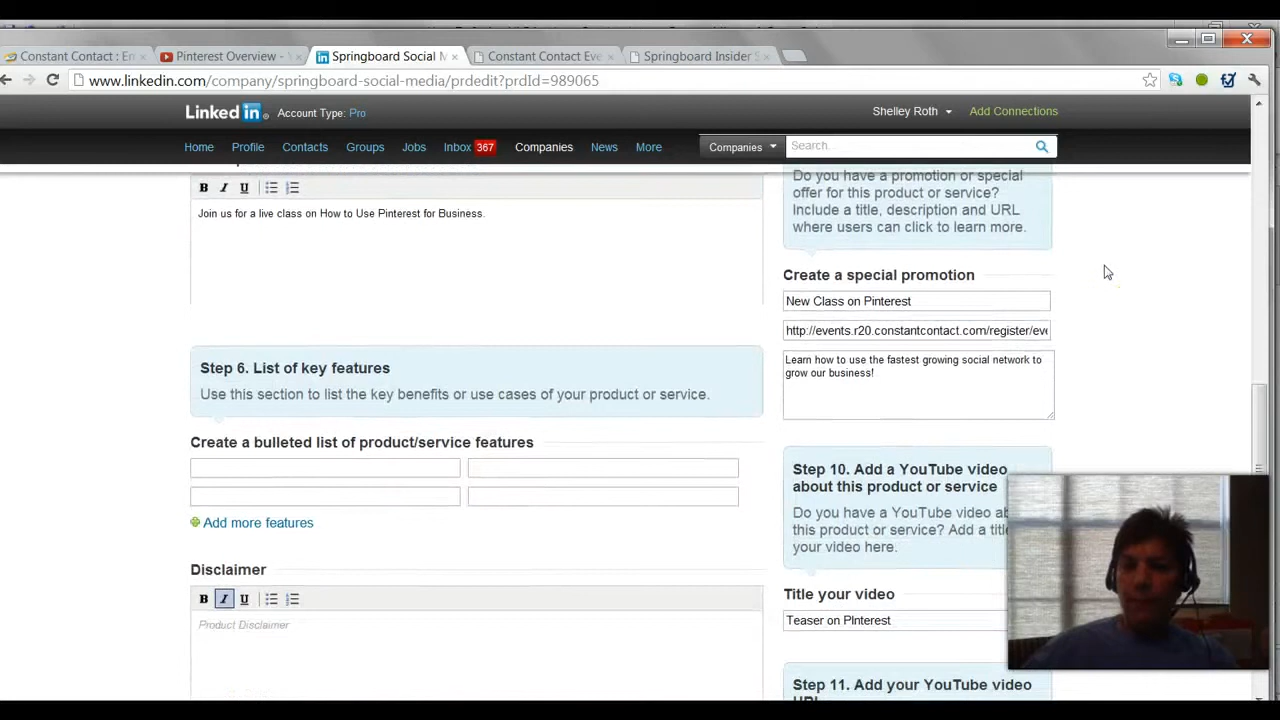 Constant Contact : Em
Pinterest Overview -
Springboard Social M
Constant Contact Eve
Springboard Insider S
www.linkedin.com/company/springboard-social-media/prdedit?prdId=989065
Linked in
Account Type: Pro
Shelley Roth
Add Connections
Home
Profile
Contacts
Groups
Jobs
Inbox 367
Companies
News
More
Companies
Search...
B I U
Join us for a live class on How to Use Pinterest for Business.
Step 6. List of key features
Use this section to list the key benefits or use cases of your product or service.
Create a bulleted list of product/service features
Add more features
Disclaimer
B I U
Product Disclaimer
Do you have a promotion or special
offer for this product or service?
Include a title, description and URL
where users can click to learn more.
Create a special promotion
New Class on Pinterest
http://events.r20.constantcontact.com/register/eve
Learn how to use the fastest growing social network to
grow our business!
Step 10. Add a YouTube video
about this product or service
Do you have a YouTube video ab
this product or service? Add a titl
your video here.
Title your video
Teaser on PInterest
Step 11. Add your YouTube video